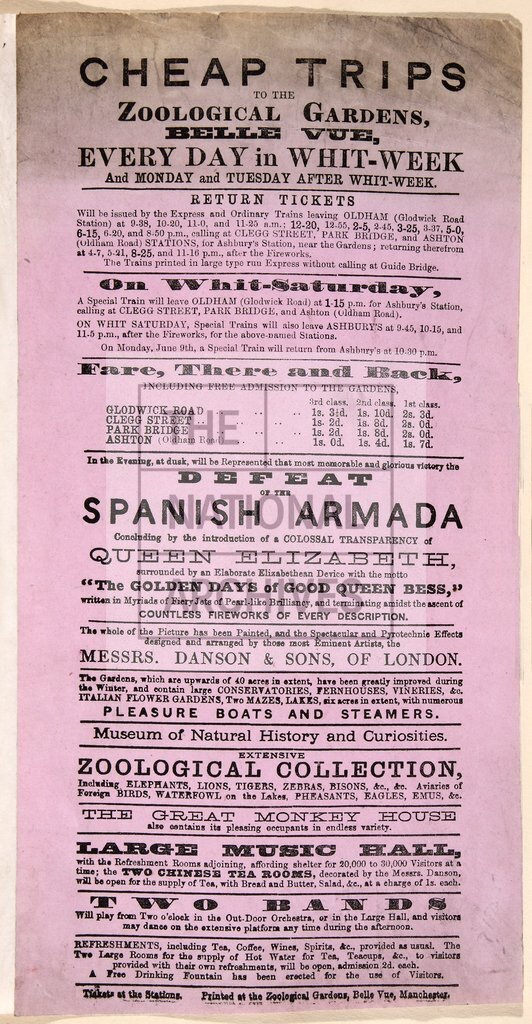 CHEAP TRIPS
TO THE
ZOOLOGICAL GARDENS,
BELLE VUE,
EVERY DAY in WHIT-WEEK
And MONDAY and TUESDAY AFTER WHIT-WEEK.
RETURN TICKETS
Will be issued by the Express and Ordinary Trains leaving OLDHAM (Glodwick Road
Station) at 9-38, 10-20, 11-0, and 11-25 a.m.; 12-20, 12-55, 2-5, 2-45, 3-25, 3-37, 5-0,
6-15, 6-20, and 8-50 p.m., calling at CLEGG STREET, PARK BRIDGE, and ASHTON
(Oldham Road) STATIONS, for Ashbury's Station, near the Gardens; returning therefrom
at 4-7, 5-21, 8-25, and 11-16 p.m., after the Fireworks.
The Trains printed in large type run Express without calling at Guide Bridge.
On Whit-Saturday,
A Special Train will leave OLDHAM (Glodwick Road) at 1-15 p.m. for Ashbury's Station,
calling at CLEGG STREET, PARK BRIDGE, and Ashton (Oldham Road).
ON WHIT SATURDAY, Special Trains will also leave ASHBURY'S at 9-45, 10.15, and
11-5 p.m., after the Fireworks, for the above-named Stations.
On Monday, June 9th, a Special Train will return from Ashbury's at 10-30 p.m.
Fare, There and Back,
INCLUDING FREE ADMISSION TO THE GARDENS,
3rd class. 2nd class. 1st class.
GLODWICK ROAD .. .. .. 1s. 3½d. 1s. 10d. 2s. 3d.
CLEGG STREET .. .. .. 1s. 2d. 1s. 8d. 2s. 0d.
PARK BRIDGE .. .. .. 1s. 2d. 1s. 8d. 2s. 0d.
ASHTON (Oldham Road) .. .. 1s. 0d. 1s. 4d. 1s. 7d.
In the Evening, at dusk, will be Represented that most memorable and glorious victory the
DEFEAT
OF THE
SPANISH ARMADA
Concluding by the introduction of a COLOSSAL TRANSPARENCY of
QUEEN ELIZABETH,
surrounded by an Elaborate Elizabethean Device with the motto
"The GOLDEN DAYS of GOOD QUEEN BESS,"
written in Myriads of Fiery Jets of Pearl-like Brilliancy, and terminating amidst the ascent of
COUNTLESS FIREWORKS OF EVERY DESCRIPTION.
The whole of the Picture has been Painted, and the Spectacular and Pyrotechnic Effects
designed and arranged by those most Eminent Artists, the
MESSRS. DANSON & SONS, OF LONDON.
The Gardens, which are upwards of 40 acres in extent, have been greatly improved during
the Winter, and contain large CONSERVATORIES, FERNHOUSES, VINERIES, &c.
ITALIAN FLOWER GARDENS, Two MAZES, LAKES, six acres in extent, with numerous
PLEASURE BOATS AND STEAMERS.
Museum of Natural History and Curiosities.
EXTENSIVE
ZOOLOGICAL COLLECTION,
Including ELEPHANTS, LIONS, TIGERS, ZEBRAS, BISONS, &c., &c. Aviaries of
Foreign BIRDS, WATERFOWL on the Lakes, PHEASANTS, EAGLES, EMUS, &c.
THE GREAT MONKEY HOUSE
also contains its pleasing occupants in endless variety.
LARGE MUSIC HALL,
with the Refreshment Rooms adjoining, affording shelter for 20,000 to 30,000 Visitors at a
time; the TWO CHINESE TEA ROOMS, decorated by the Messrs. Danson,
will be open for the supply of Tea, with Bread and Butter, Salad, &c., at a charge of 1s. each.
TWO BANDS
Will play from Two o'clock in the Out-Door Orchestra, or in the Large Hall, and visitors
may dance on the extensive platform any time during the afternoon.
REFRESHMENTS, including Tea, Coffee, Wines, Spirits, &c., provided as usual. The
Two Large Rooms for the supply of Hot Water for Tea, Teacups, &c., to visitors
provided with their own refreshments, will be open, admission 2d. each.
A Free Drinking Fountain has been erected for the use of Visitors.
Tickets at the Stations. Printed at the Zoological Gardens, Belle Vue, Manchester.
THE
NATIONAL
ARCHIVES